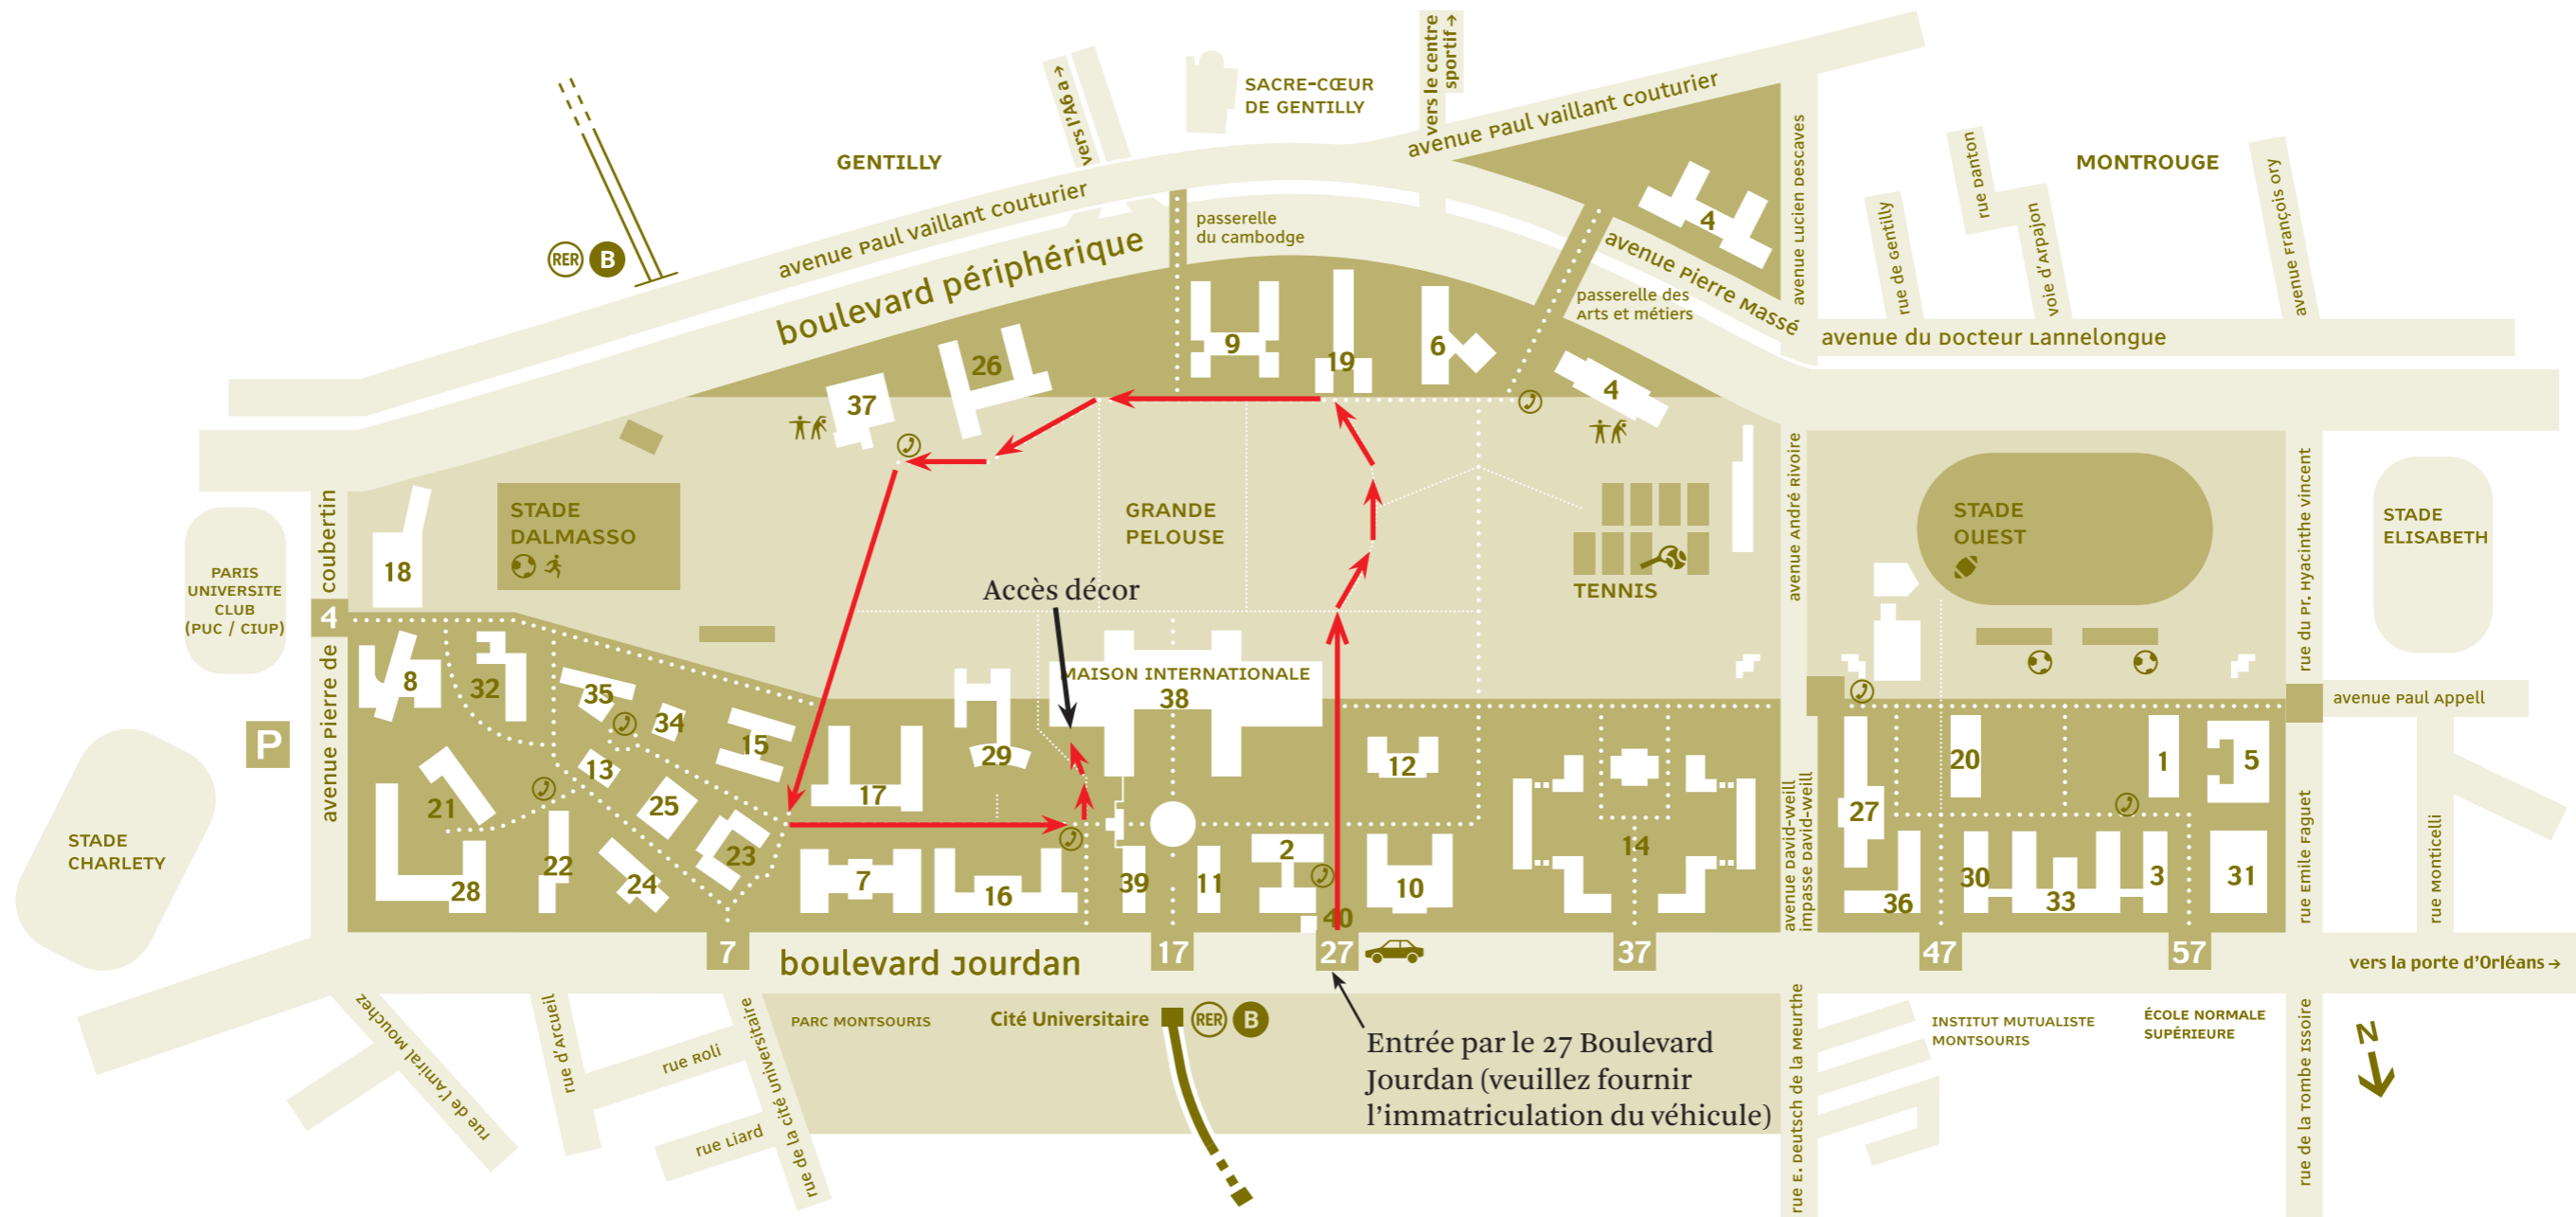 vers l'A6a →
SACRE-CŒUR
DE GENTILLY
vers le centre
sportif →
avenue Paul vaillant couturier
GENTILLY
MONTROUGE
avenue Paul vaillant couturier
boulevard périphérique
passerelle
du cambodge
avenue Lucien Descaves
rue de Gentilly
rue Danton
voie d'Arpajon
avenue François Ory
RER B
4
avenue Pierre Massé
passerelle des
Arts et métiers
avenue du Docteur Lannelongue
9
19
6
26
37
4
STADE
DALMASSO
GRANDE
PELOUSE
TENNIS
avenue André Rivoire
STADE
OUEST
rue du Pr. Hyacinthe vincent
STADE
ELISABETH
PARIS
UNIVERSITE
CLUB
(PUC / CIUP)
avenue Pierre de coubertin
18
4
Accès décor
MAISON INTERNATIONALE
38
8
32
35
34
15
13
25
21
17
29
12
20
1
5
avenue Paul Appell
P
27
14
22
28
24
23
7
16
39
11
2
10
40
36
30
33
3
31
avenue David-weill
impasse David-weill
rue Emile Faguet
rue Monticelli
STADE
CHARLETY
7
17
27
37
47
57
boulevard Jourdan
vers la porte d'Orléans →
rue de l'Amiral Mouchez
rue d'Arcueil
rue Roli
rue Liard
rue de la cité universitaire
PARC MONTSOURIS
Cité Universitaire
RER B
Entrée par le 27 Boulevard
Jourdan (veuillez fournir
l'immatriculation du véhicule)
rue E. Deutsch de la Meurthe
INSTITUT MUTUALISTE
MONTSOURIS
ÉCOLE NORMALE
SUPÉRIEURE
rue de la Tombe Issoire
N